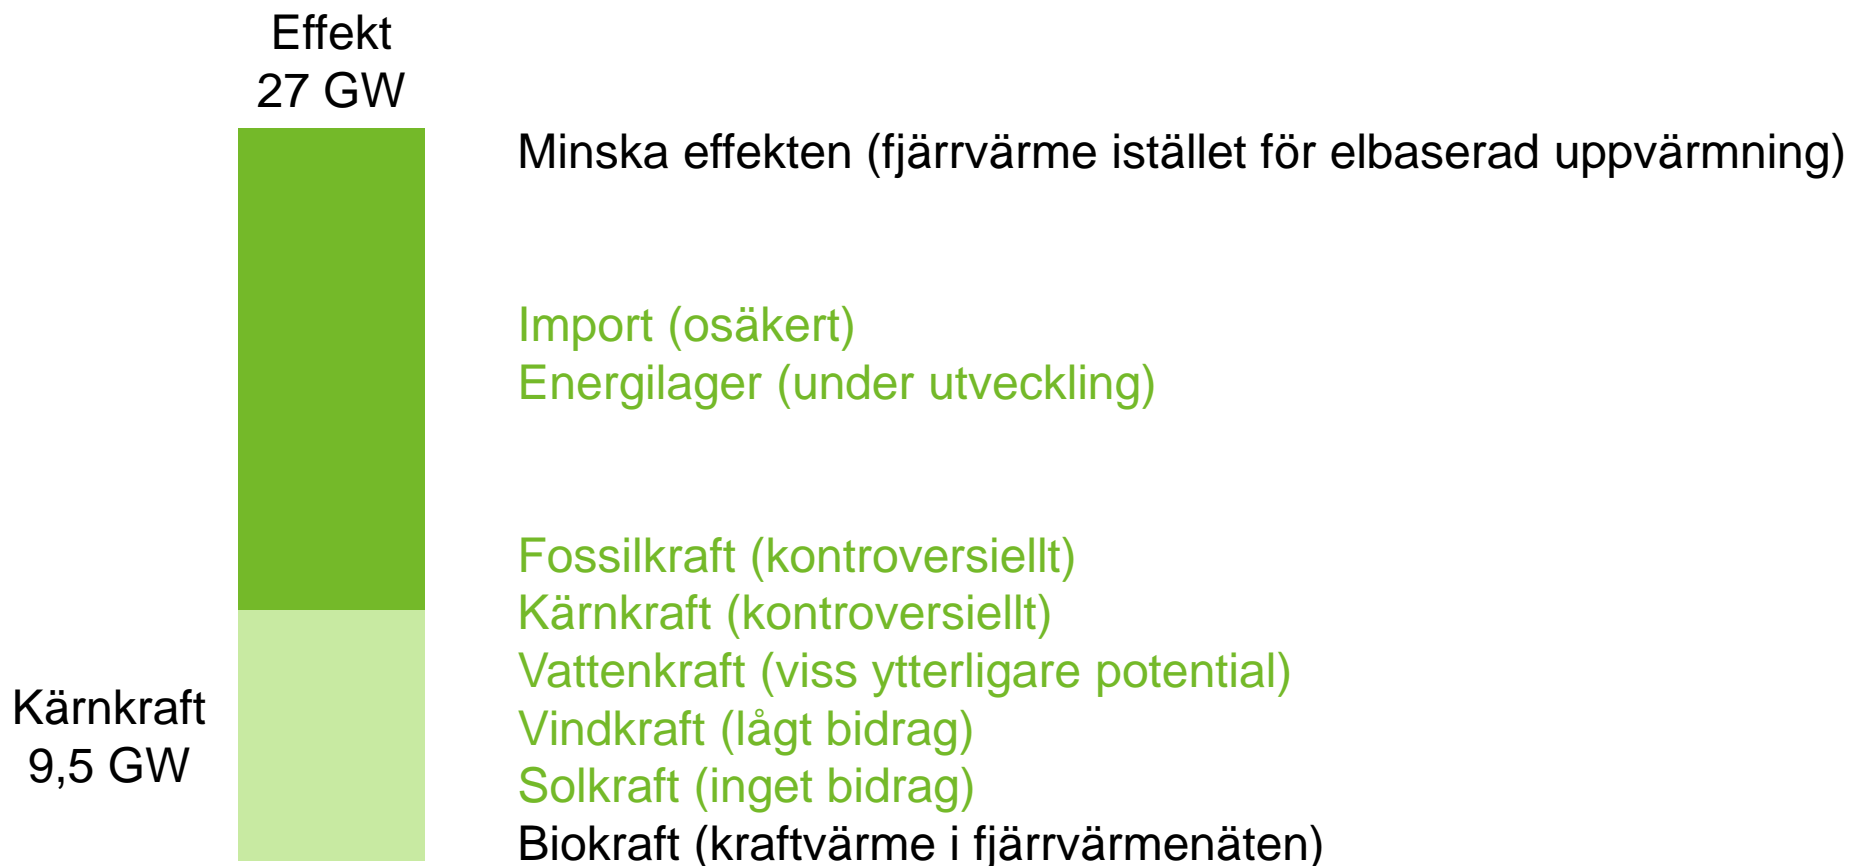 Effekt
27 GW
Minska effekten (fjärrvärme istället för elbaserad uppvärmning)
Import (osäkert)
Energilager (under utveckling)
Fossilkraft (kontroversiellt)
Kärnkraft (kontroversiellt)
Vattenkraft (viss ytterligare potential)
Vindkraft (lågt bidrag)
Solkraft (inget bidrag)
Biokraft (kraftvärme i fjärrvärmenäten)
Kärnkraft
9,5 GW